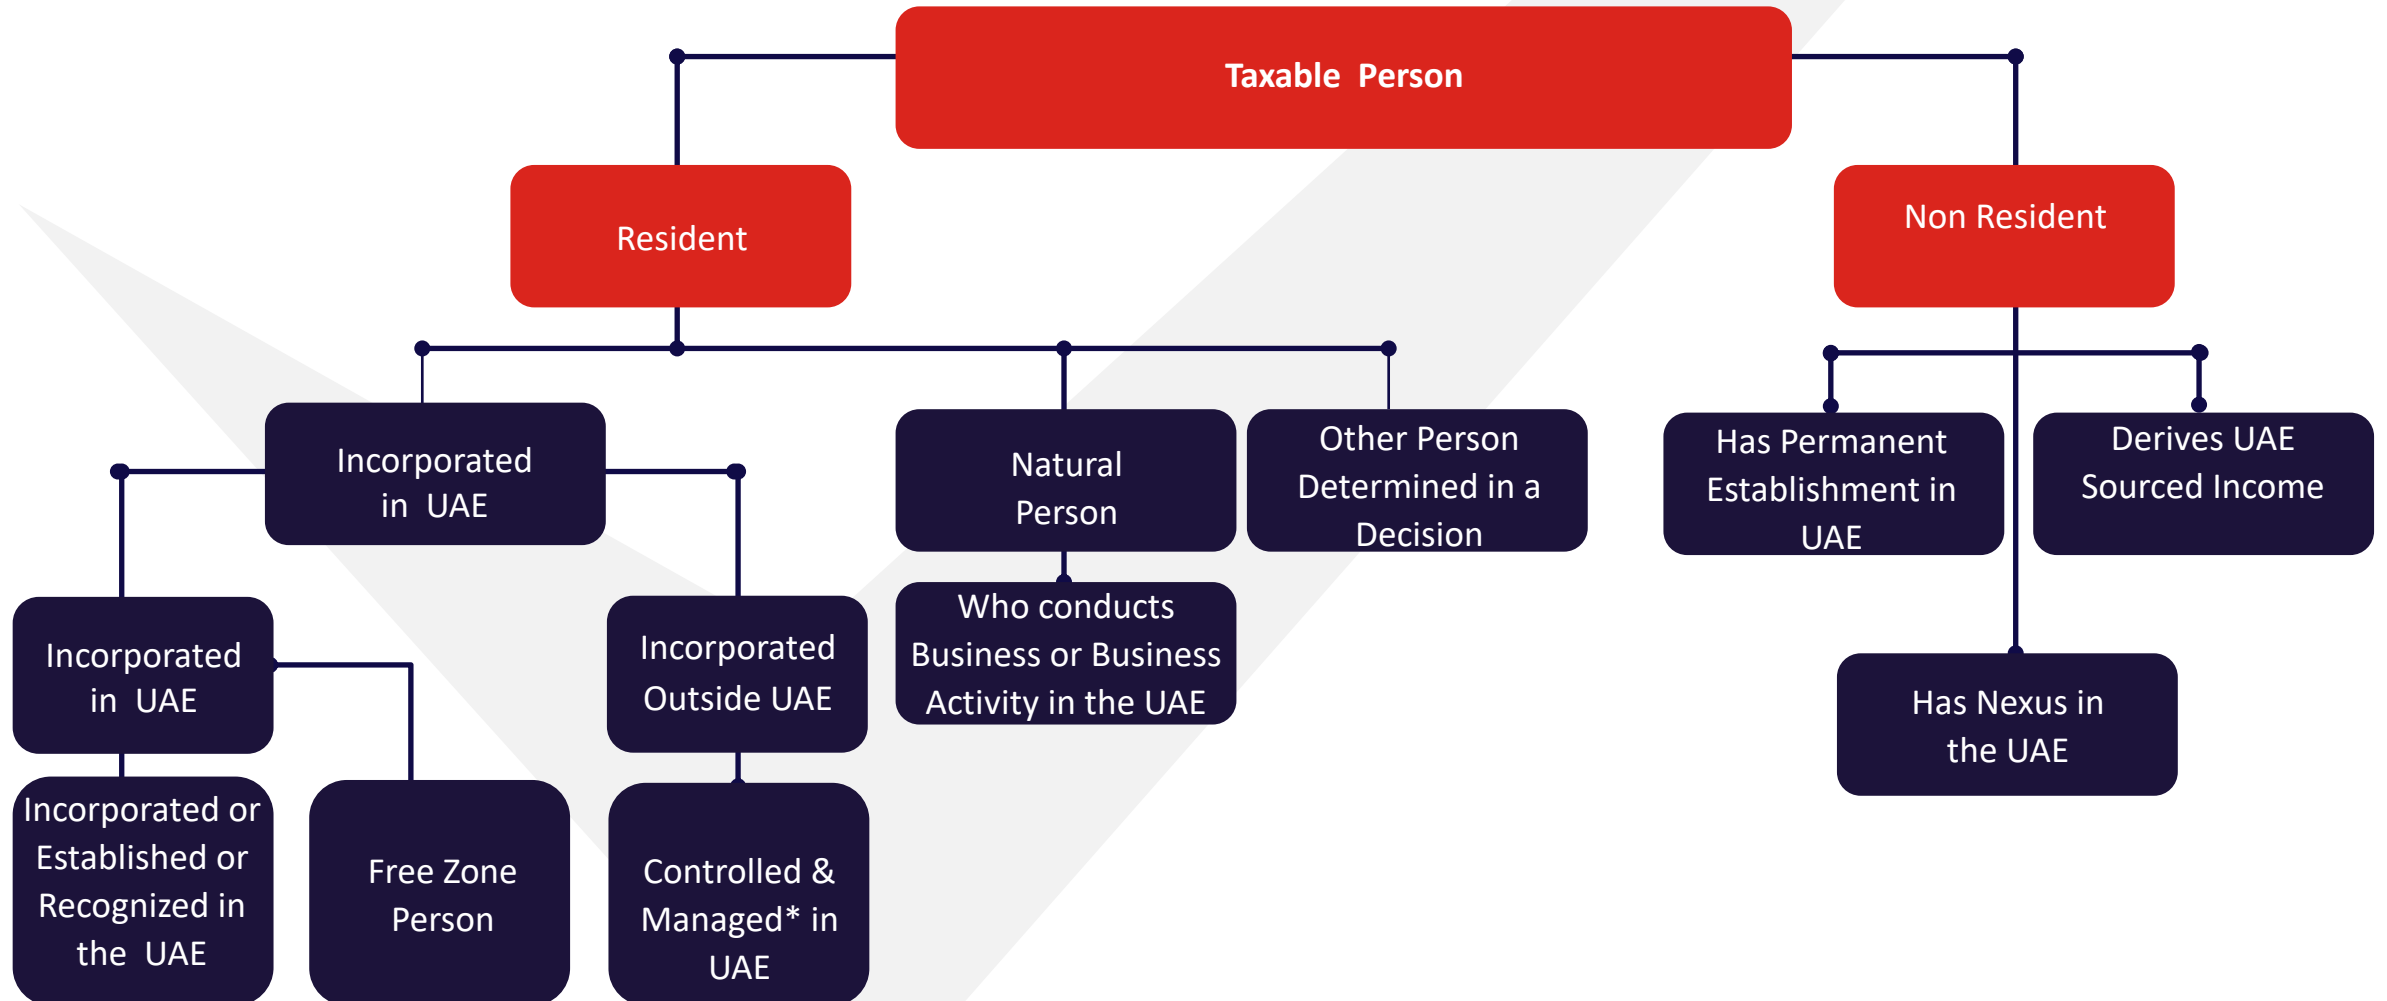 Taxable Person
Resident
Non Resident
Incorporated
in UAE
Natural
Person
Other Person
Determined in a
Decision
Has Permanent
Establishment in
UAE
Derives UAE
Sourced Income
Incorporated
in UAE
Incorporated
Outside UAE
Who conducts
Business or Business
Activity in the UAE
Has Nexus in
the UAE
Incorporated or
Established or
Recognized in
the UAE
Free Zone
Person
Controlled &
Managed* in
UAE